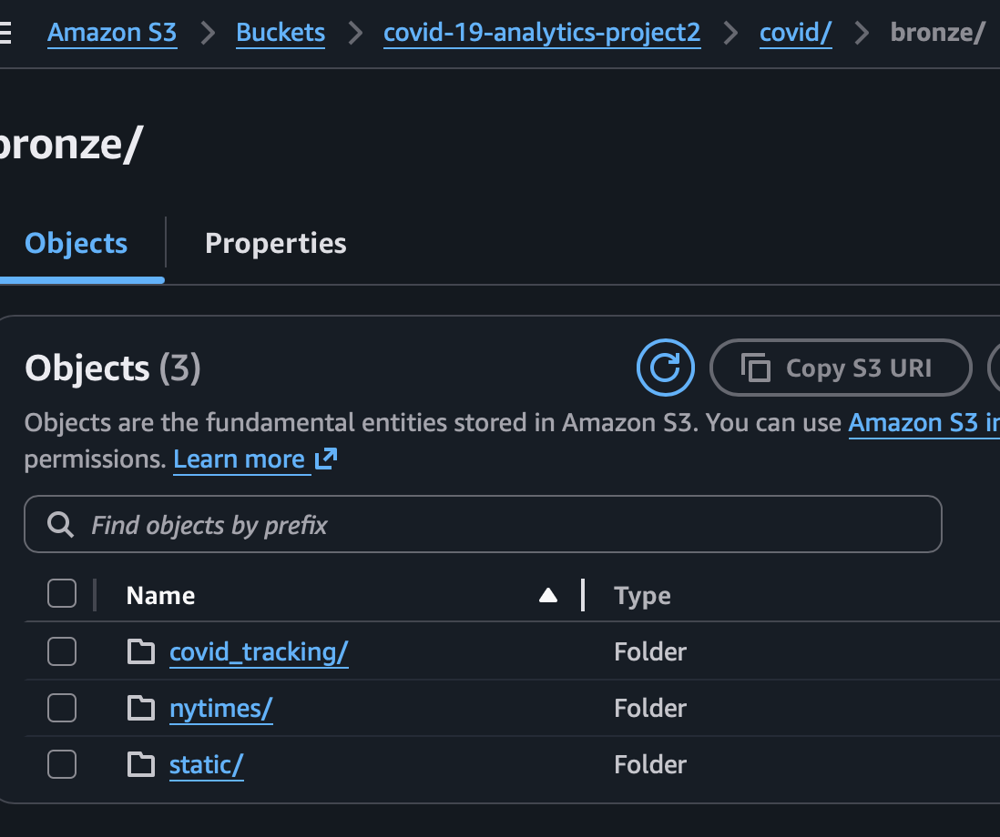 Amazon S3 > Buckets > covid-19-analytics-project2 > covid/ > bronze/
bronze/
Objects Properties
Objects (3) Copy S3 URI
Objects are the fundamental entities stored in Amazon S3. You can use Amazon S3
permissions. Learn more
Find objects by prefix
Name Type
covid_tracking/ Folder
nytimes/ Folder
static/ Folder